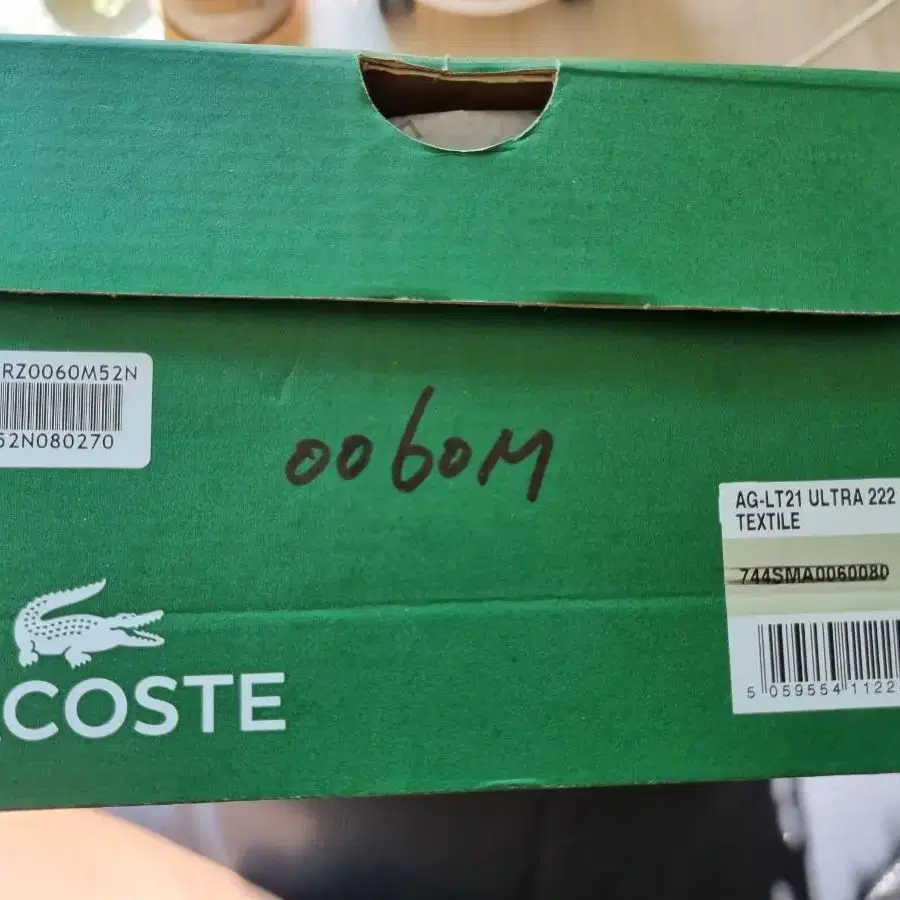 RZ0060M52N
52N080270
0060M
AG-LT21 ULTRA 222
TEXTILE
744SMA0060080
5 059554 1122
COSTE